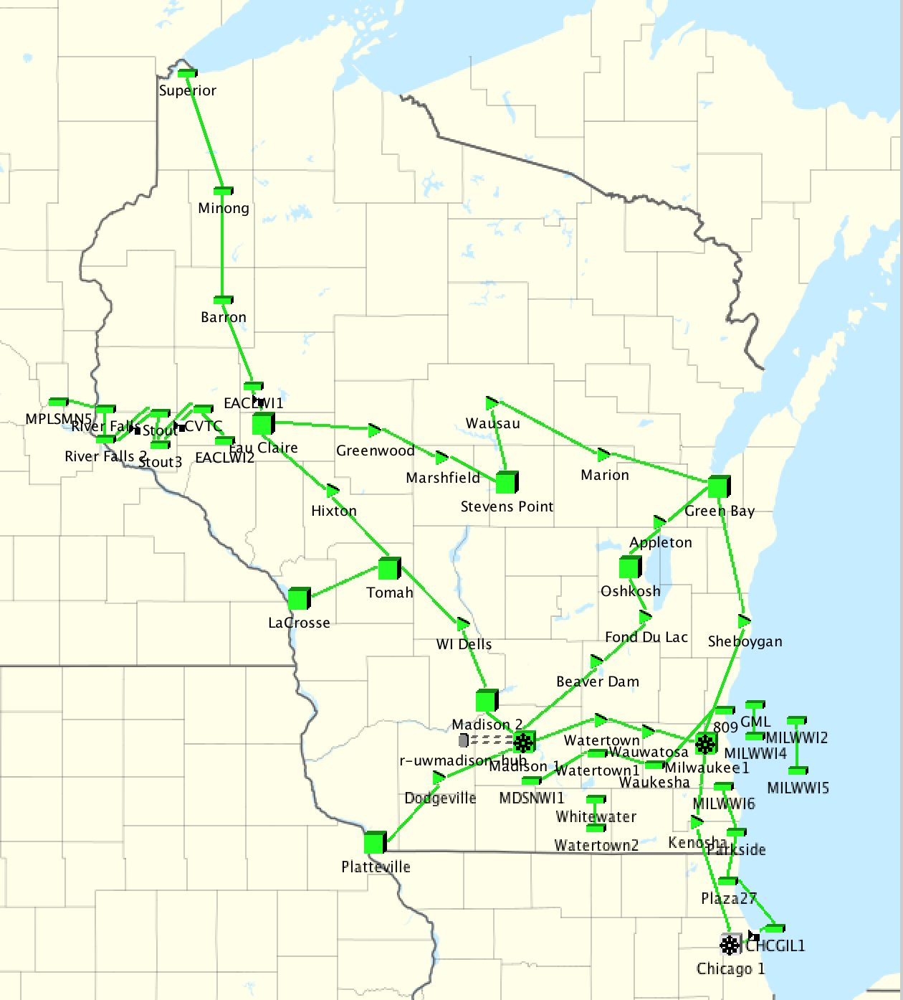 Superior
Minong
Barron
EACLWI1
MPLSMN5
River Falls
Stout
CVTC
Wausau
River Falls 2
Stout3
EACLWI2
Eau Claire
Greenwood
Marshfield
Marion
Stevens Point
Hixton
Green Bay
Appleton
Tomah
Oshkosh
LaCrosse
WI Dells
Fond Du Lac
Sheboygan
Beaver Dam
Madison 2
809
GML
MILWWI2
Watertown
Wauwatosa
MILWWI4
r-uwmadison-hub
Madison 1
Watertown1
Milwaukee1
Waukesha
MILWWI5
Dodgeville
MDSNWI1
MILWWI6
Whitewater
Watertown2
Kenosha
Parkside
Platteville
Plaza27
CHCGIL1
Chicago 1